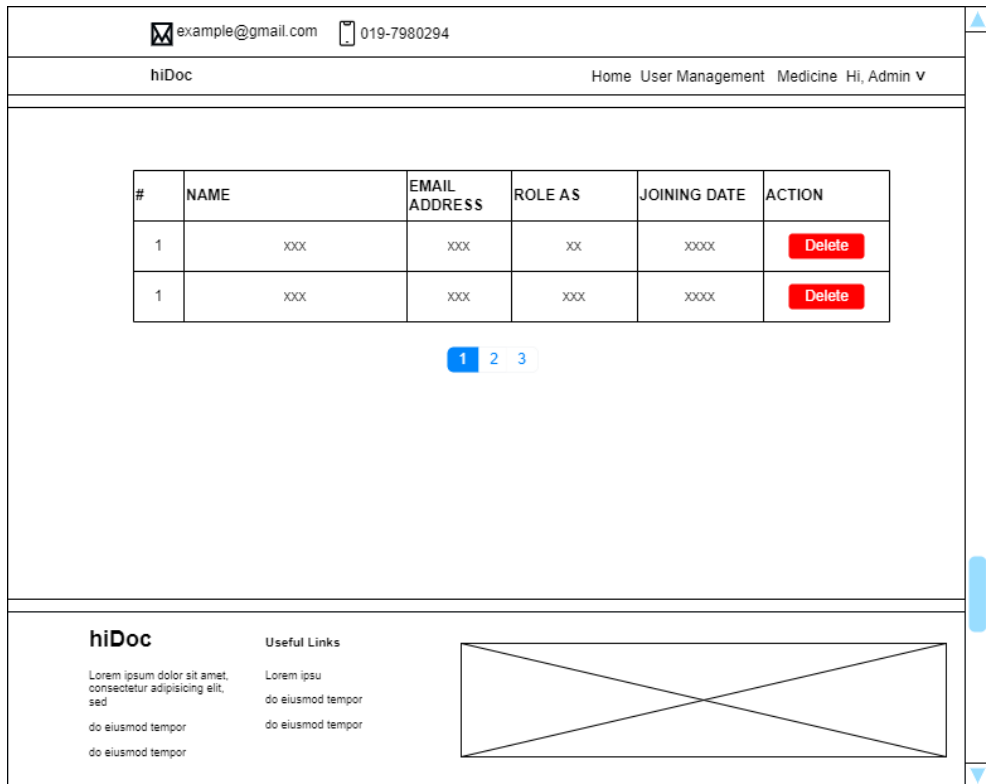 example@gmail.com 019-7980294
hiDoc Home User Management Medicine Hi, Admin v
# NAME EMAIL ADDRESS ROLE AS JOINING DATE ACTION
1 xxx xxx xx xxxx Delete
1 xxx xxx xxx xxxx Delete
1 2 3
hiDoc
Lorem ipsum dolor sit amet,
consectetur adipisicing elit,
sed
do eiusmod tempor
do eiusmod tempor
Useful Links
Lorem ipsu
do eiusmod tempor
do eiusmod tempor